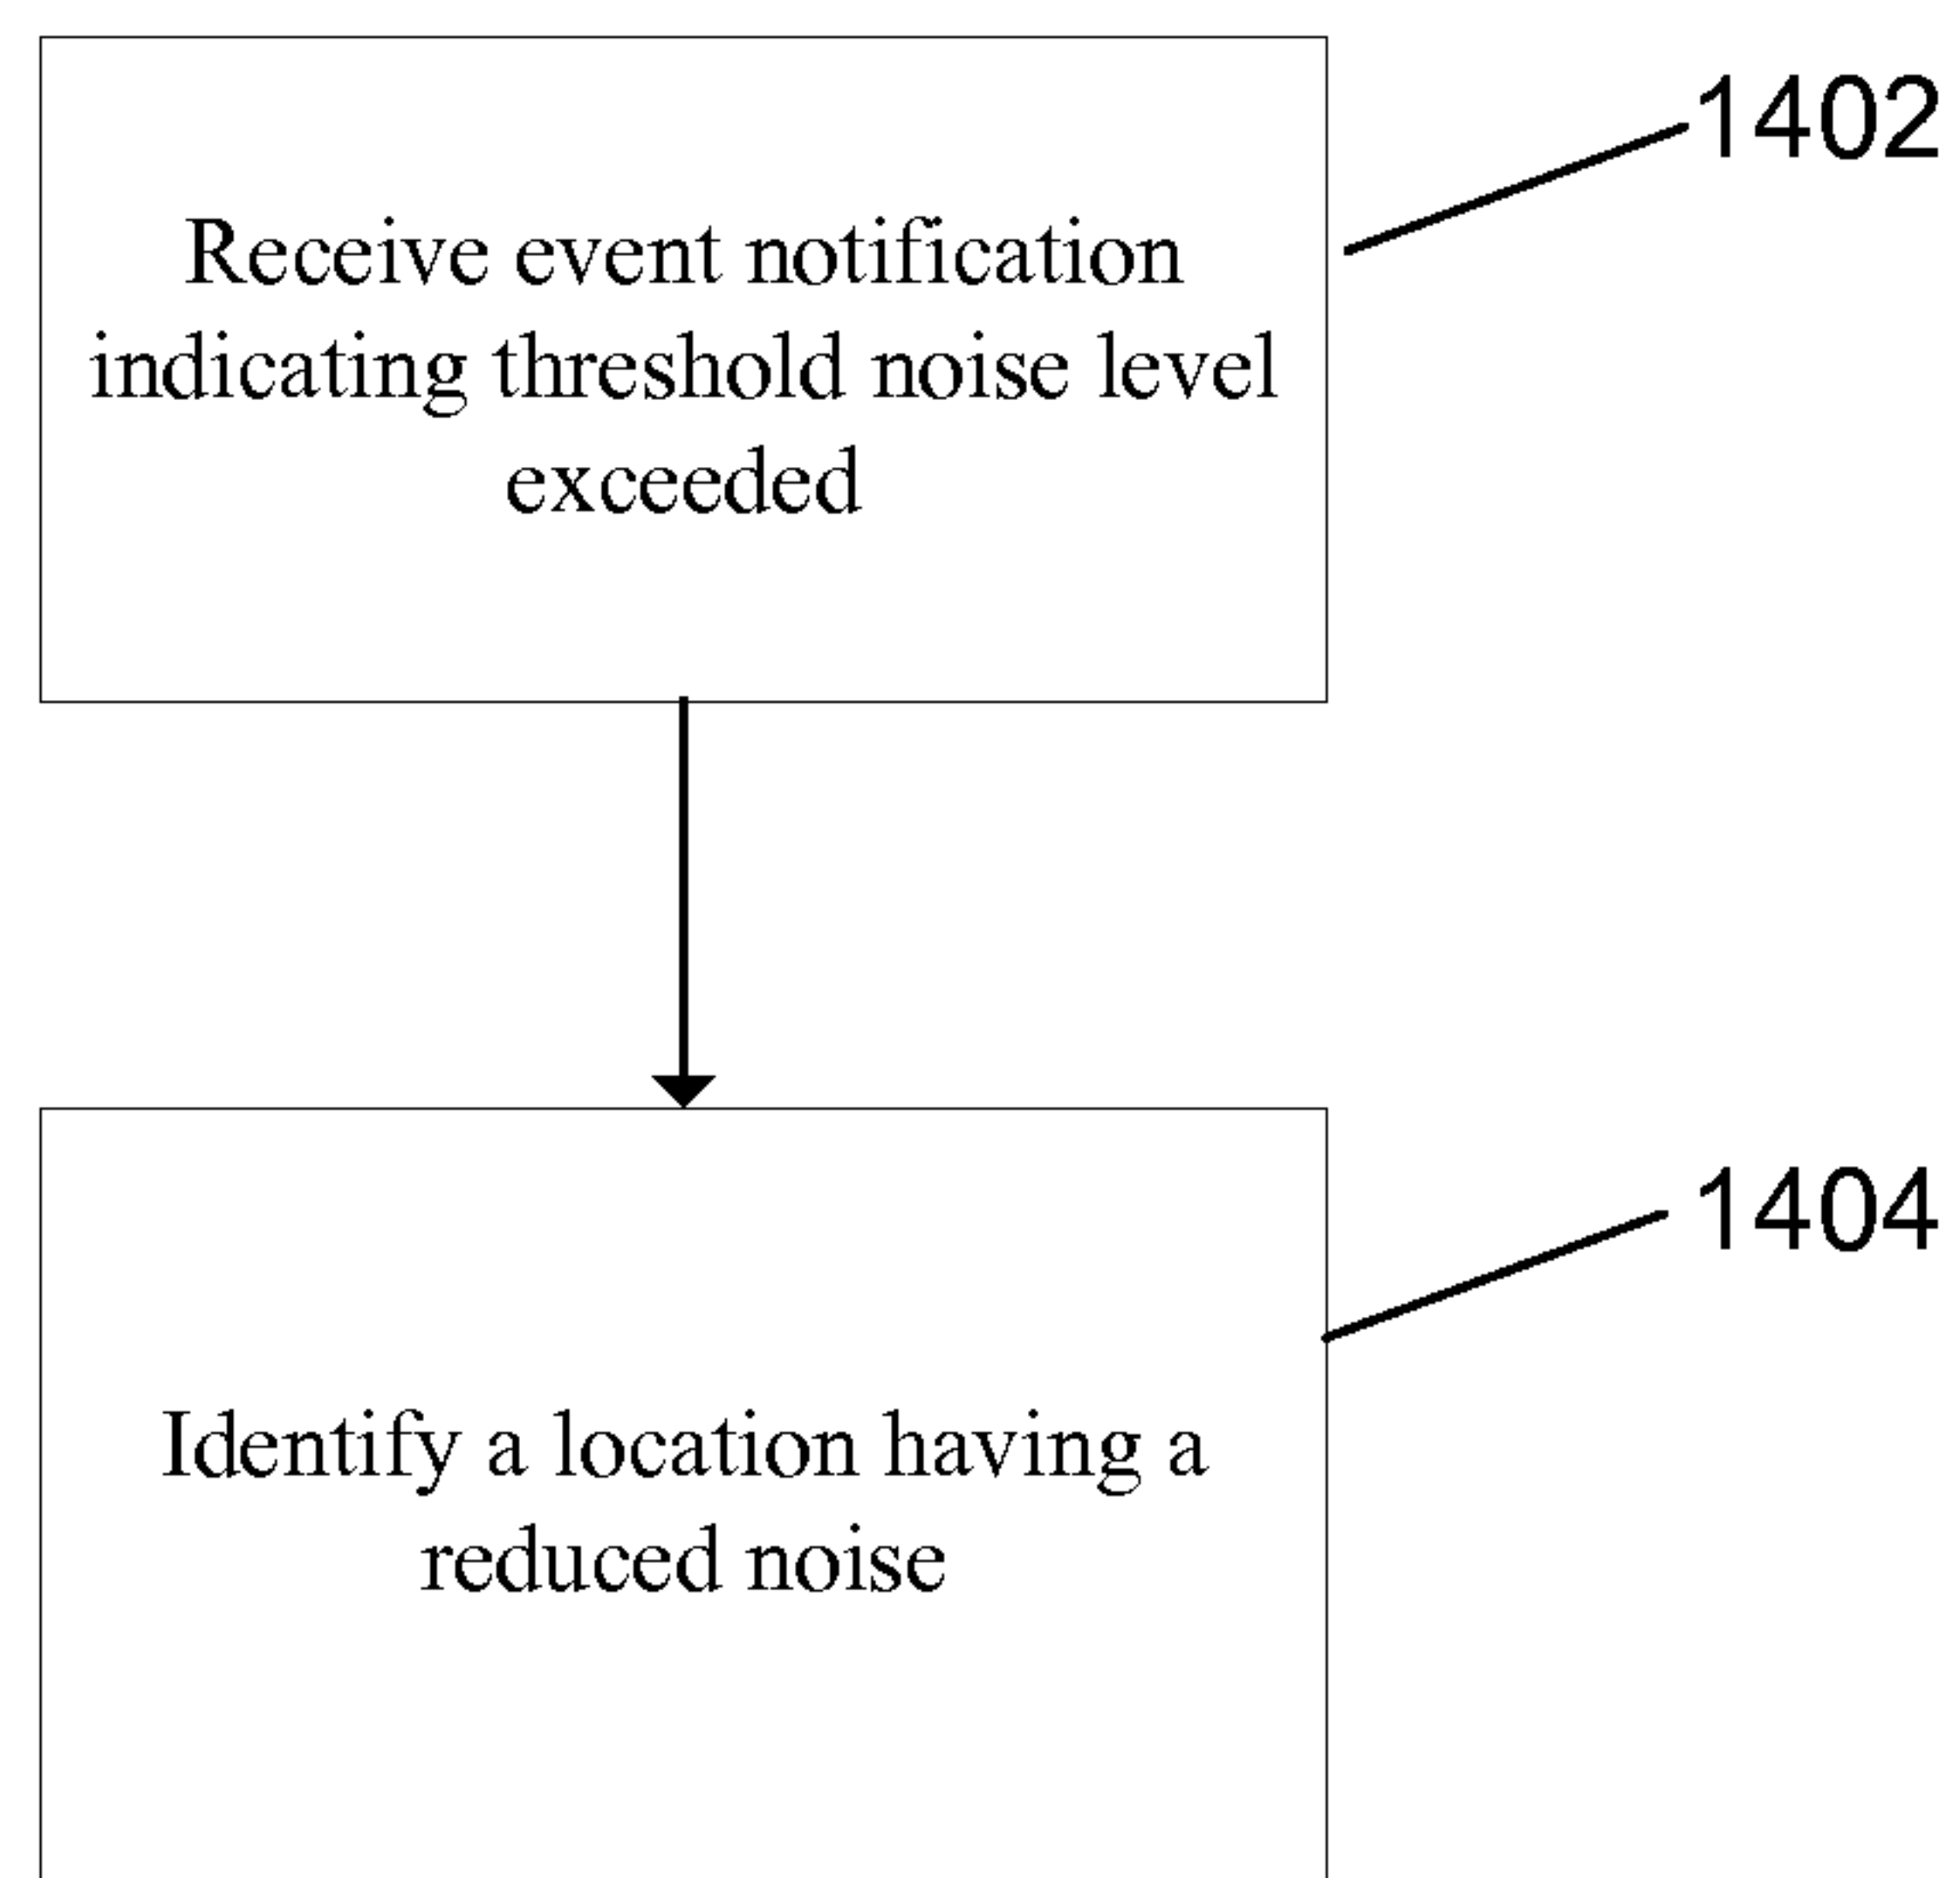 1402
Receive event notification
indicating threshold noise level
exceeded
1404
Identify a location having a
reduced noise